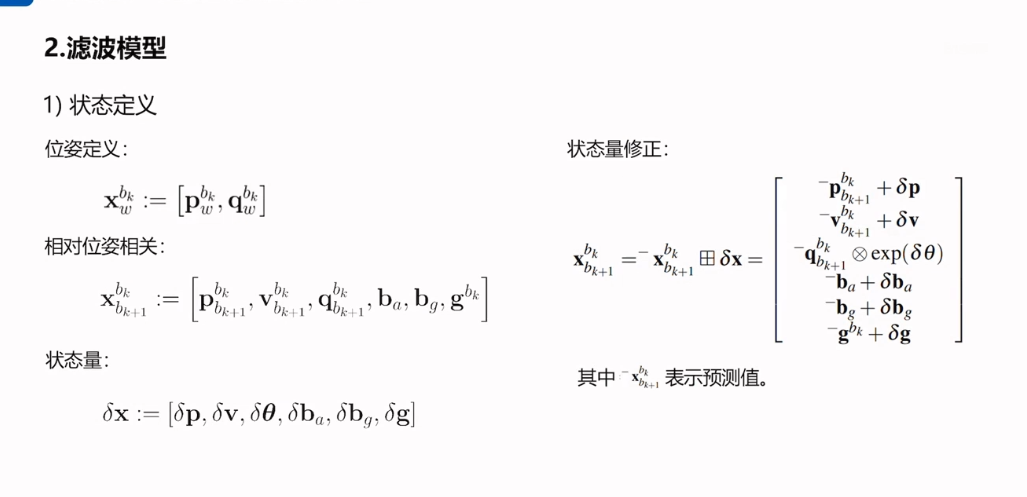 2.滤波模型
1) 状态定义
位姿定义：
$\mathbf{x}_{w}^{b_k} := \left[\mathbf{p}_{w}^{b_k}, \mathbf{q}_{w}^{b_k}\right]$
相对位姿相关：
$\mathbf{x}_{b_{k+1}}^{b_k} := \left[\mathbf{p}_{b_{k+1}}^{b_k}, \mathbf{v}_{b_{k+1}}^{b_k}, \mathbf{q}_{b_{k+1}}^{b_k}, \mathbf{b}_a, \mathbf{b}_g, \mathbf{g}^{b_k}\right]$
状态量：
$\delta\mathbf{x} := [\delta\mathbf{p}, \delta\mathbf{v}, \delta\boldsymbol{\theta}, \delta\mathbf{b}_a, \delta\mathbf{b}_g, \delta\mathbf{g}]$
状态量修正：
$\mathbf{x}_{b_{k+1}}^{b_k} = {}^{-}\mathbf{x}_{b_{k+1}}^{b_k} \boxplus \delta\mathbf{x} = \begin{bmatrix} {}^{-}\mathbf{p}_{b_{k+1}}^{b_k} + \delta\mathbf{p} \\ {}^{-}\mathbf{v}_{b_{k+1}}^{b_k} + \delta\mathbf{v} \\ {}^{-}\mathbf{q}_{b_{k+1}}^{b_k} \otimes \exp(\delta\boldsymbol{\theta}) \\ {}^{-}\mathbf{b}_a + \delta\mathbf{b}_a \\ {}^{-}\mathbf{b}_g + \delta\mathbf{b}_g \\ {}^{-}\mathbf{g}^{b_k} + \delta\mathbf{g} \end{bmatrix}$
其中 ${}^{-}\mathbf{x}_{b_{k+1}}^{b_k}$ 表示预测值。